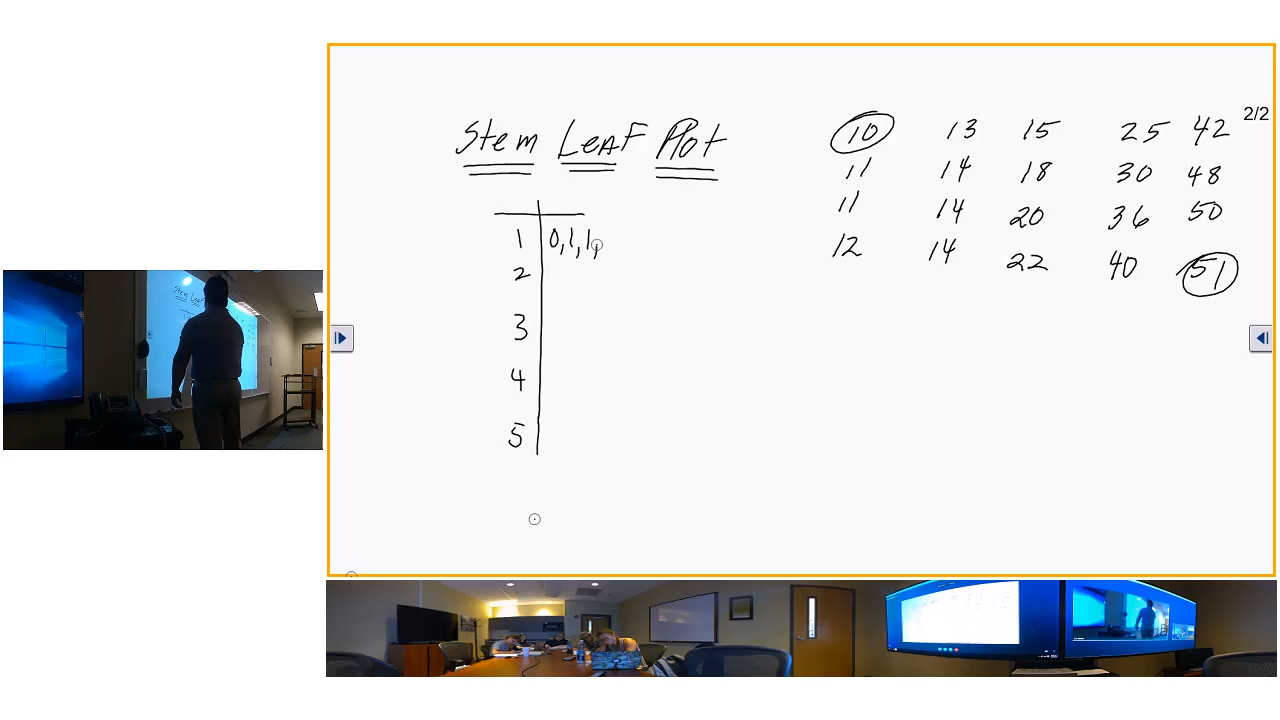 2/2
Stem Leaf Plot
10 13 15 25 42
11 14 18 30 48
11 14 20 36 50
12 14 22 40 51
1 | 0,1,1,
2
3
4
5